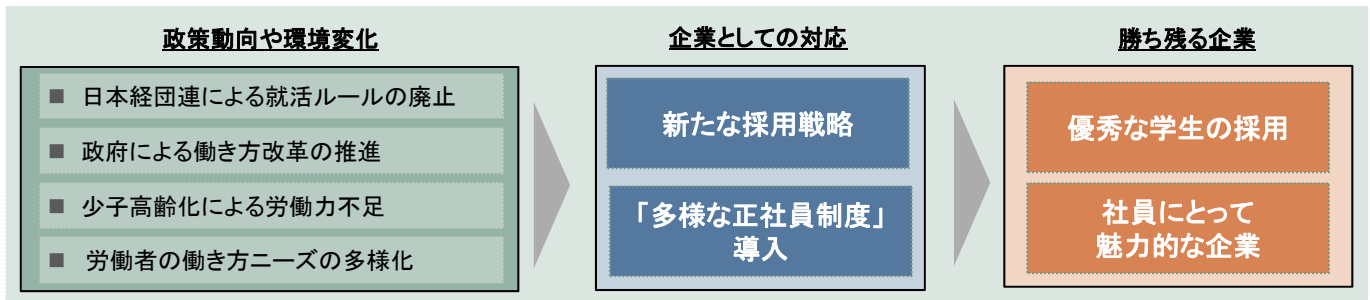 政策動向や環境変化
■ 日本経団連による就活ルールの廃止
■ 政府による働き方改革の推進
■ 少子高齢化による労働力不足
■ 労働者の働き方ニーズの多様化
企業としての対応
新たな採用戦略
「多様な正社員制度」
導入
勝ち残る企業
優秀な学生の採用
社員にとって
魅力的な企業